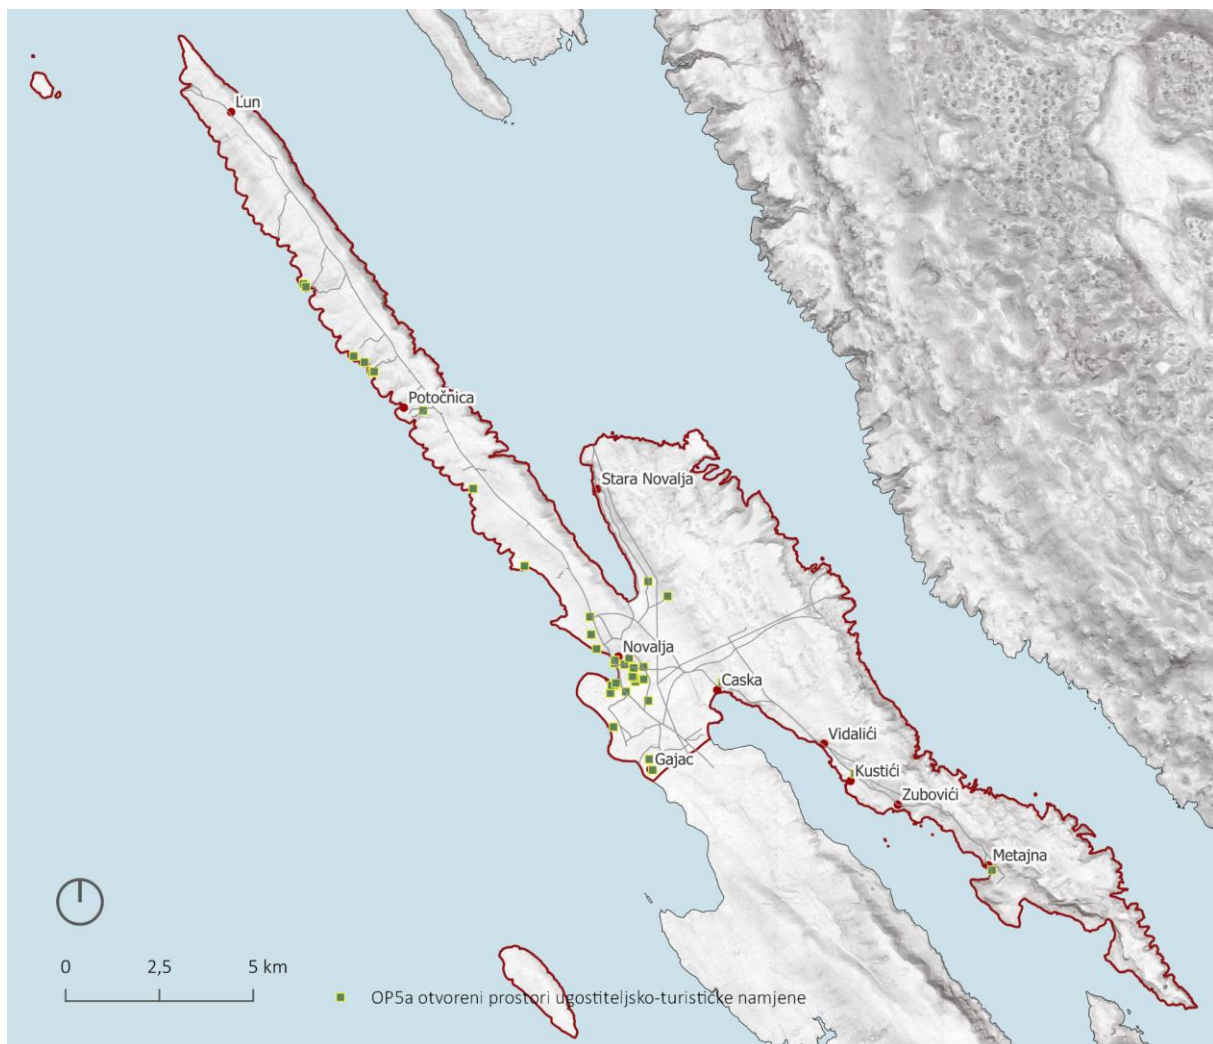 Lun
Potočnica
Stara Novalja
Novalja
Caska
Vidalići
Gajac
Kustići
Zubovići
Metajna
0 2,5 5 km
OP5a otvoreni prostori ugostiteljsko-turističke namjene